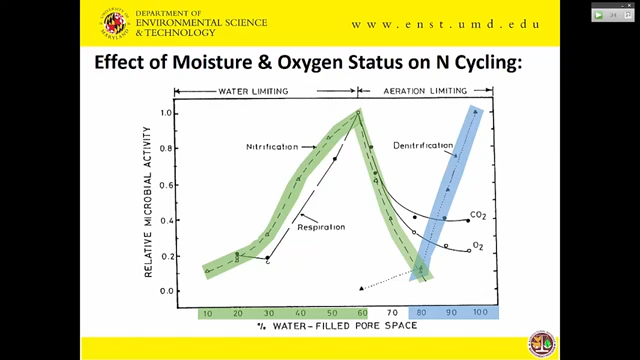 DEPARTMENT OF
ENVIRONMENTAL SCIENCE
& TECHNOLOGY
www.enst.umd.edu
Effect of Moisture & Oxygen Status on N Cycling:
WATER LIMITING
AERATION LIMITING
RELATIVE MICROBIAL ACTIVITY
1.0
0.8
0.6
0.4
0.2
0.0
Nitrification
Denitrification
Respiration
CO2
O2
?
10 20 30 40 50 60 70 80 90 100
% WATER-FILLED PORE SPACE